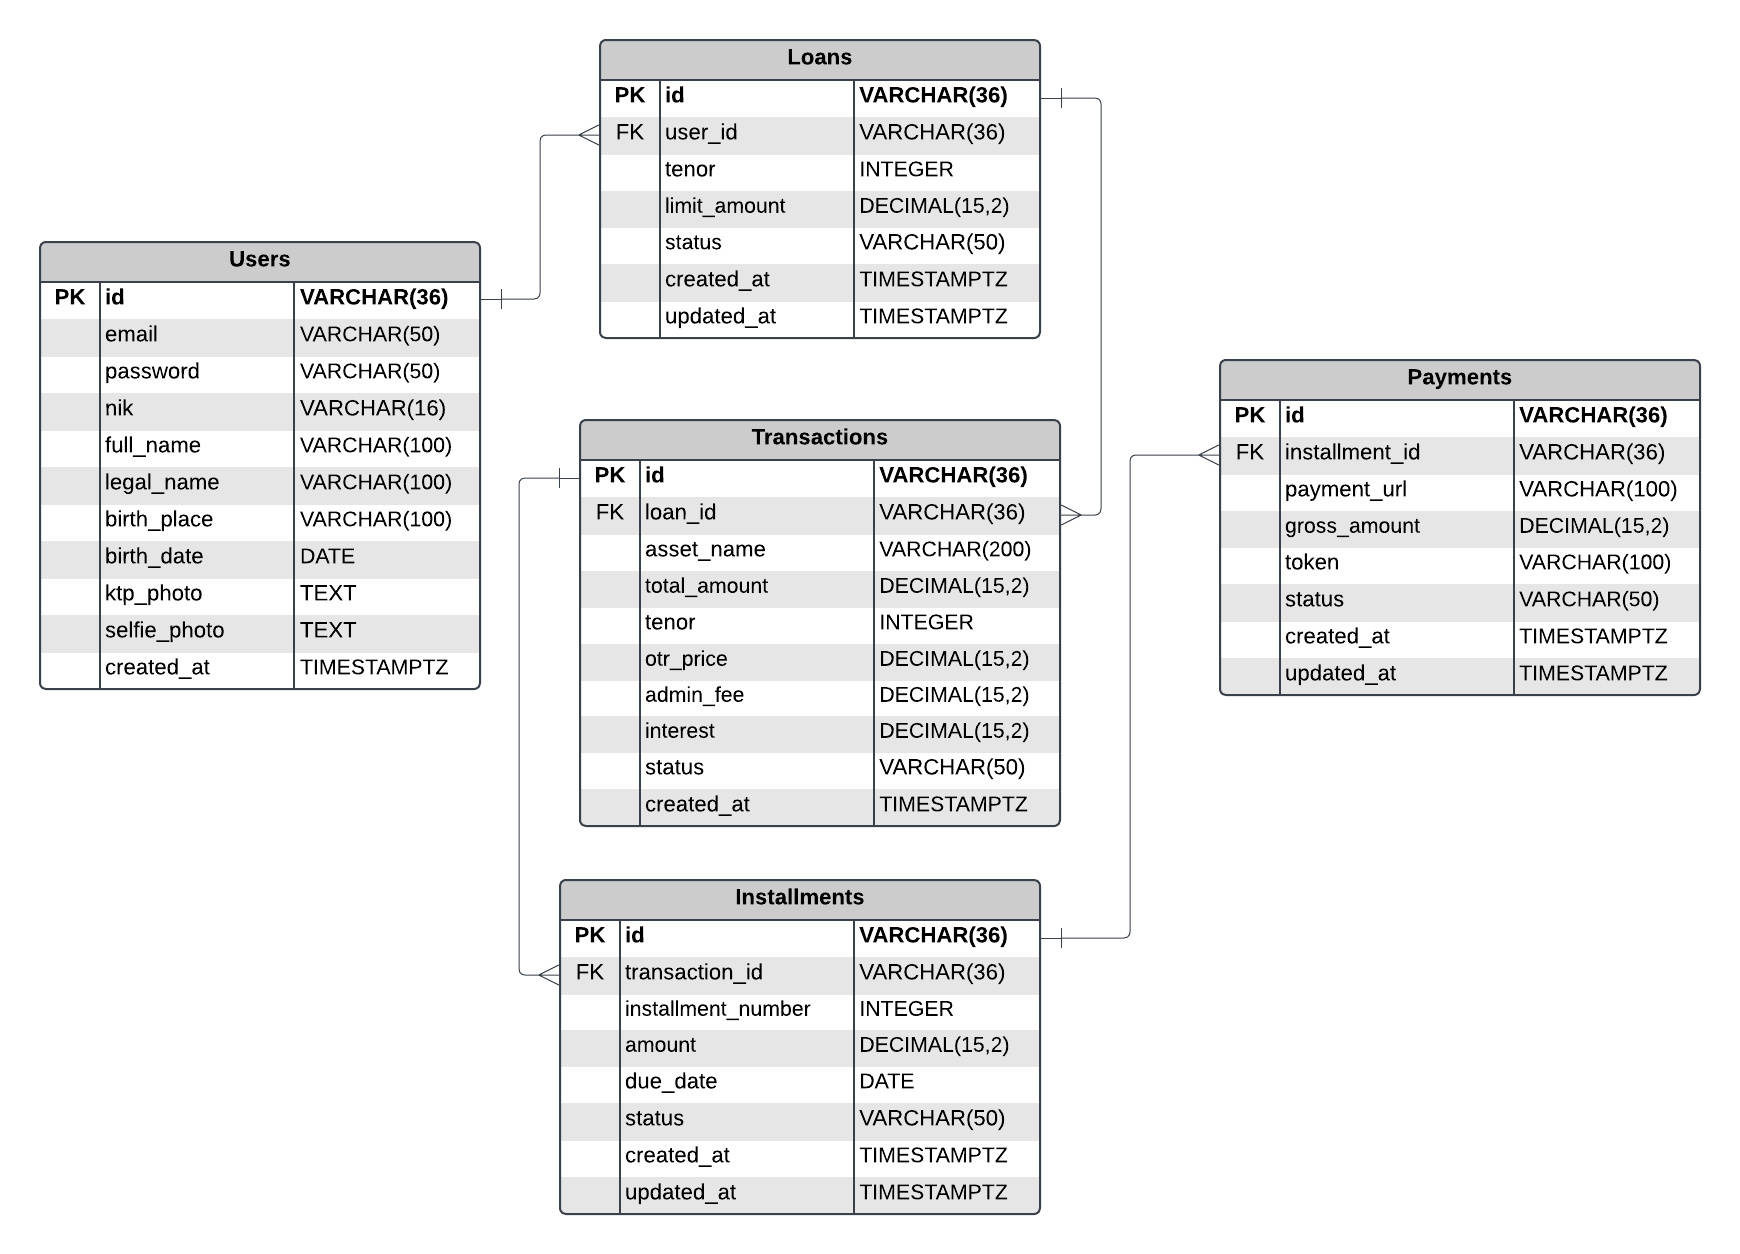 Loans
PK id VARCHAR(36)
FK user_id VARCHAR(36)
tenor INTEGER
limit_amount DECIMAL(15,2)
status VARCHAR(50)
created_at TIMESTAMPTZ
updated_at TIMESTAMPTZ
Users
PK id VARCHAR(36)
email VARCHAR(50)
password VARCHAR(50)
nik VARCHAR(16)
full_name VARCHAR(100)
legal_name VARCHAR(100)
birth_place VARCHAR(100)
birth_date DATE
ktp_photo TEXT
selfie_photo TEXT
created_at TIMESTAMPTZ
Transactions
PK id VARCHAR(36)
FK loan_id VARCHAR(36)
asset_name VARCHAR(200)
total_amount DECIMAL(15,2)
tenor INTEGER
otr_price DECIMAL(15,2)
admin_fee DECIMAL(15,2)
interest DECIMAL(15,2)
status VARCHAR(50)
created_at TIMESTAMPTZ
Payments
PK id VARCHAR(36)
FK installment_id VARCHAR(36)
payment_url VARCHAR(100)
gross_amount DECIMAL(15,2)
token VARCHAR(100)
status VARCHAR(50)
created_at TIMESTAMPTZ
updated_at TIMESTAMPTZ
Installments
PK id VARCHAR(36)
FK transaction_id VARCHAR(36)
installment_number INTEGER
amount DECIMAL(15,2)
due_date DATE
status VARCHAR(50)
created_at TIMESTAMPTZ
updated_at TIMESTAMPTZ